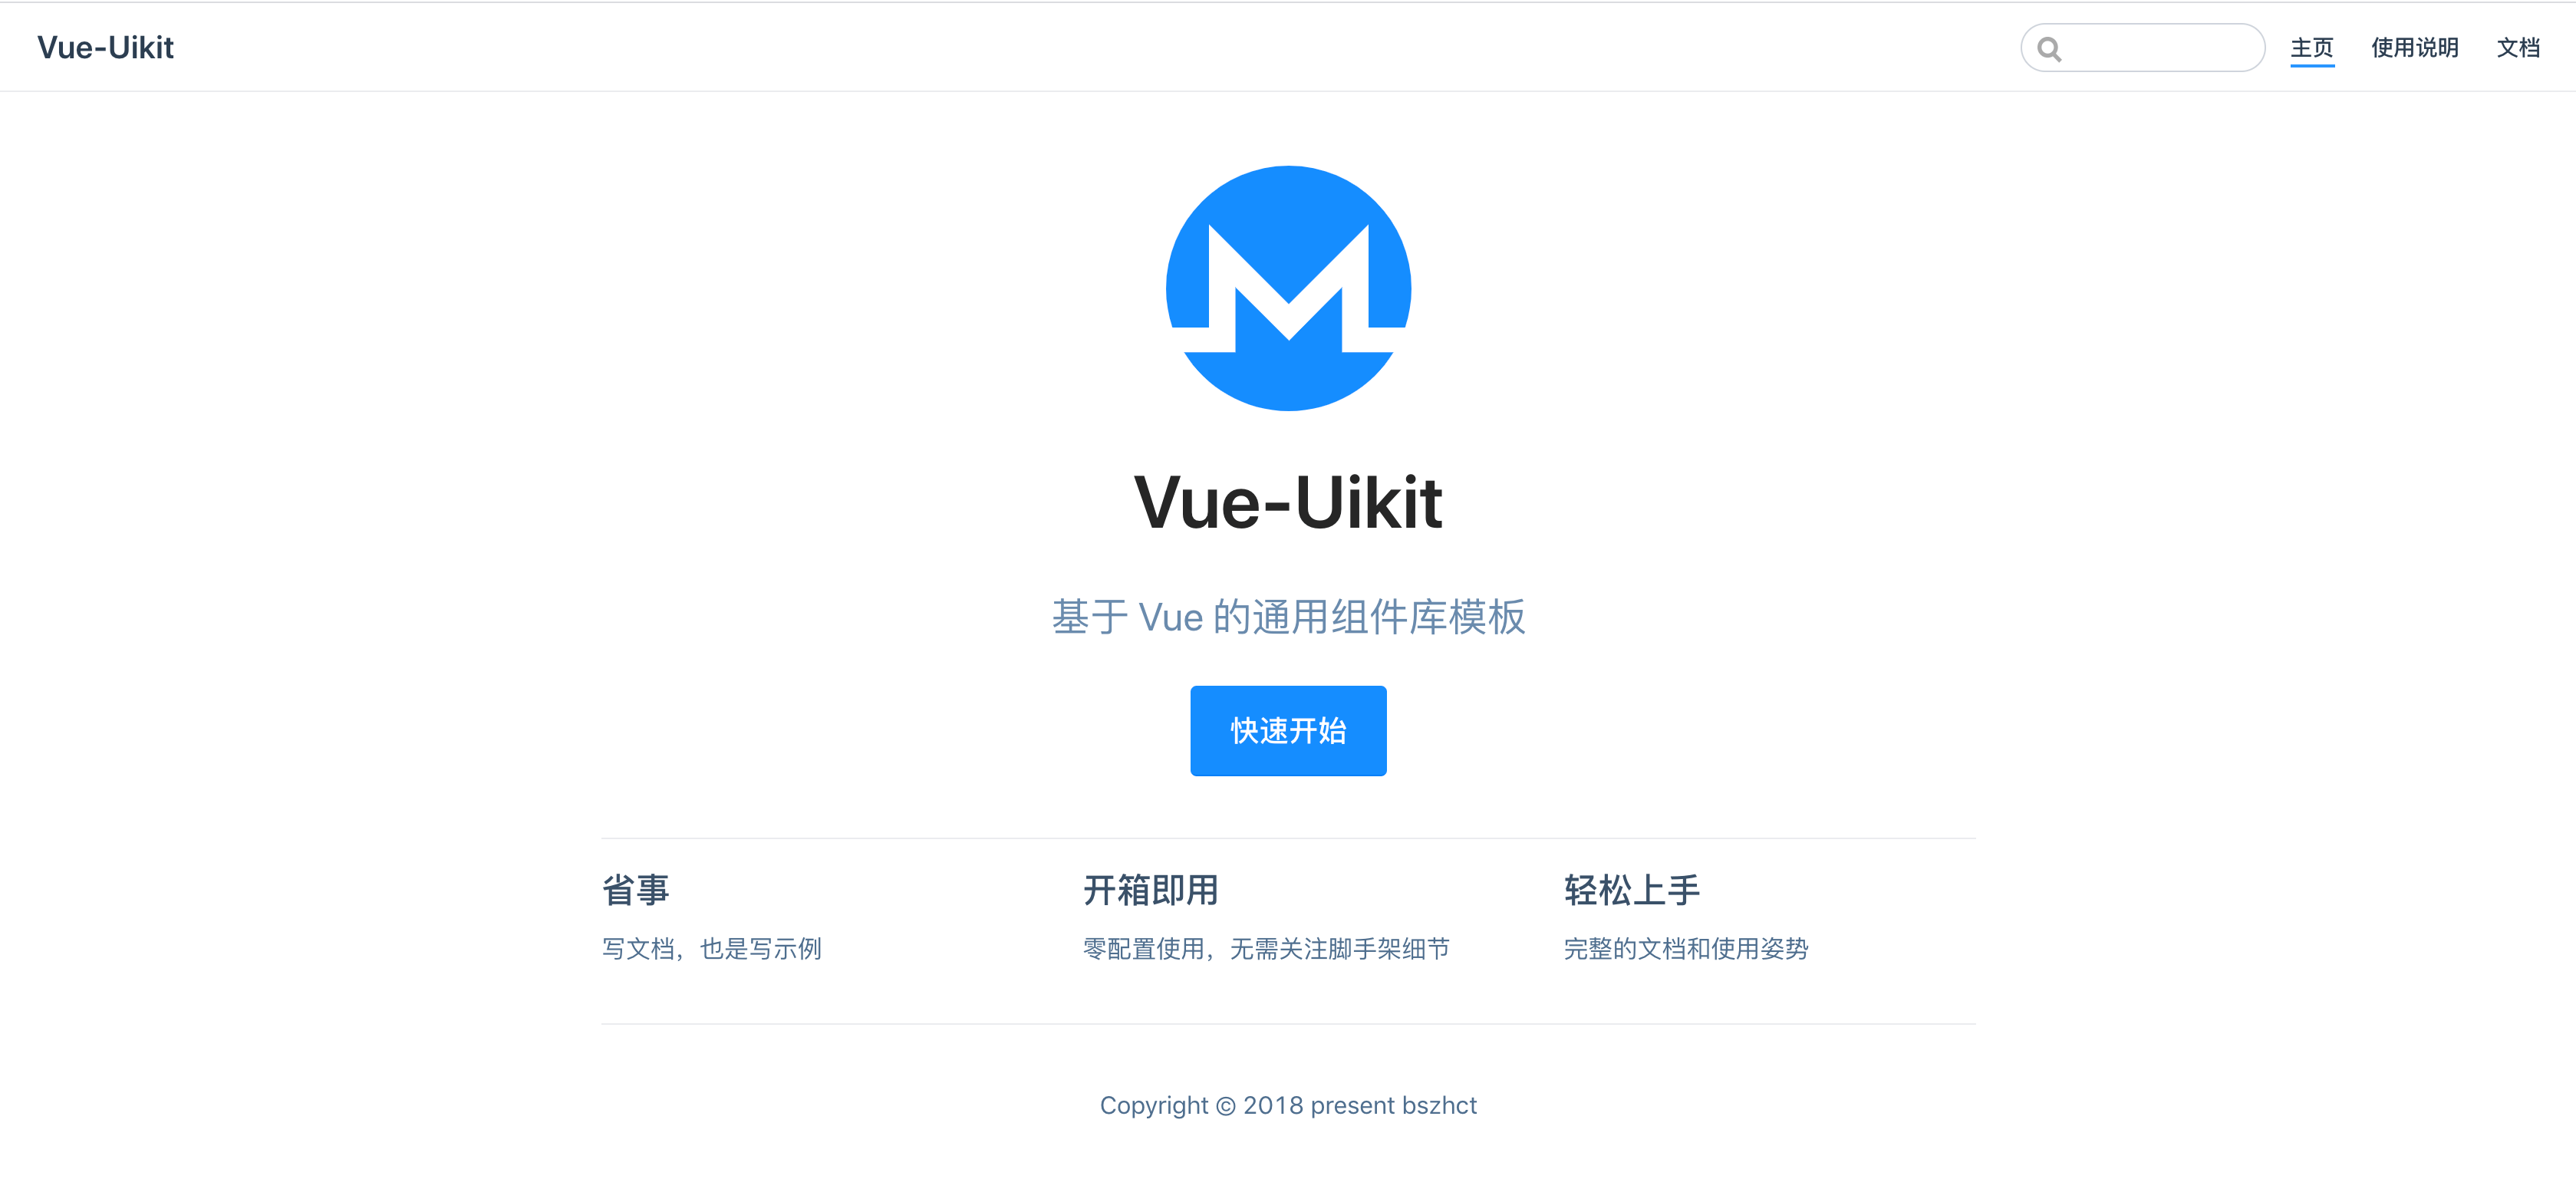 Vue-Uikit
主页 使用说明 文档
Vue-Uikit
基于 Vue 的通用组件库模板
快速开始
省事
写文档，也是写示例
开箱即用
零配置使用，无需关注脚手架细节
轻松上手
完整的文档和使用姿势
Copyright © 2018 present bszhct